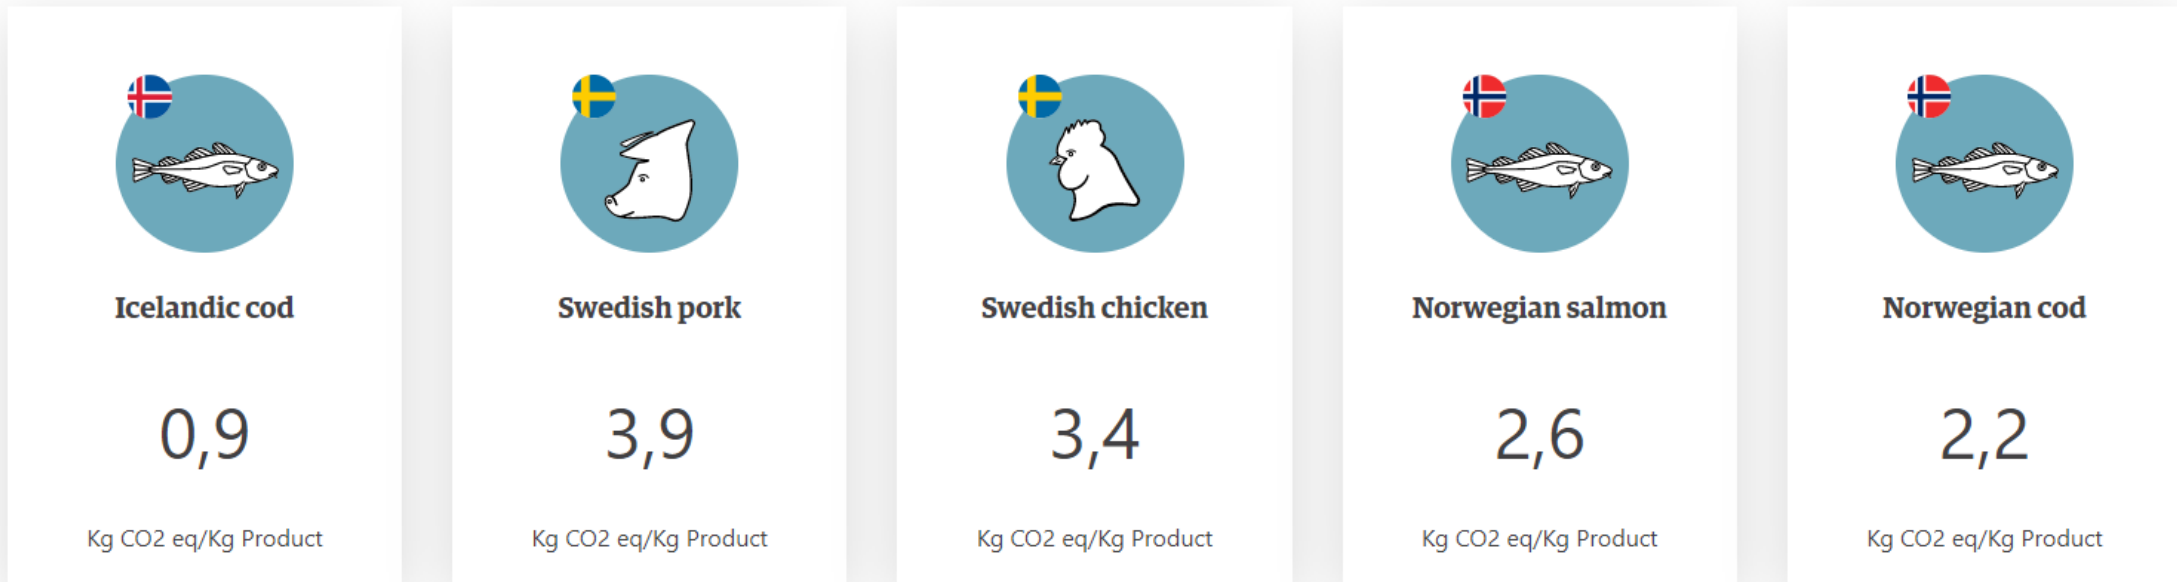 Icelandic cod
0,9
Kg CO2 eq/Kg Product
Swedish pork
3,9
Kg CO2 eq/Kg Product
Swedish chicken
3,4
Kg CO2 eq/Kg Product
Norwegian salmon
2,6
Kg CO2 eq/Kg Product
Norwegian cod
2,2
Kg CO2 eq/Kg Product